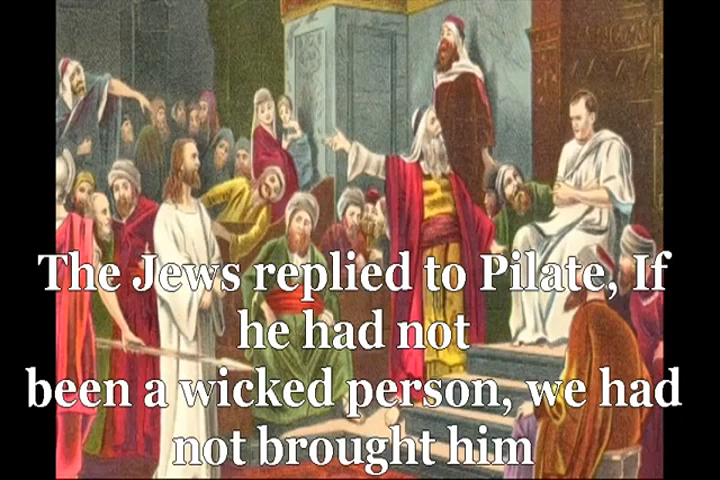 The Jews replied to Pilate, If
he had not
been a wicked person, we had
not brought him